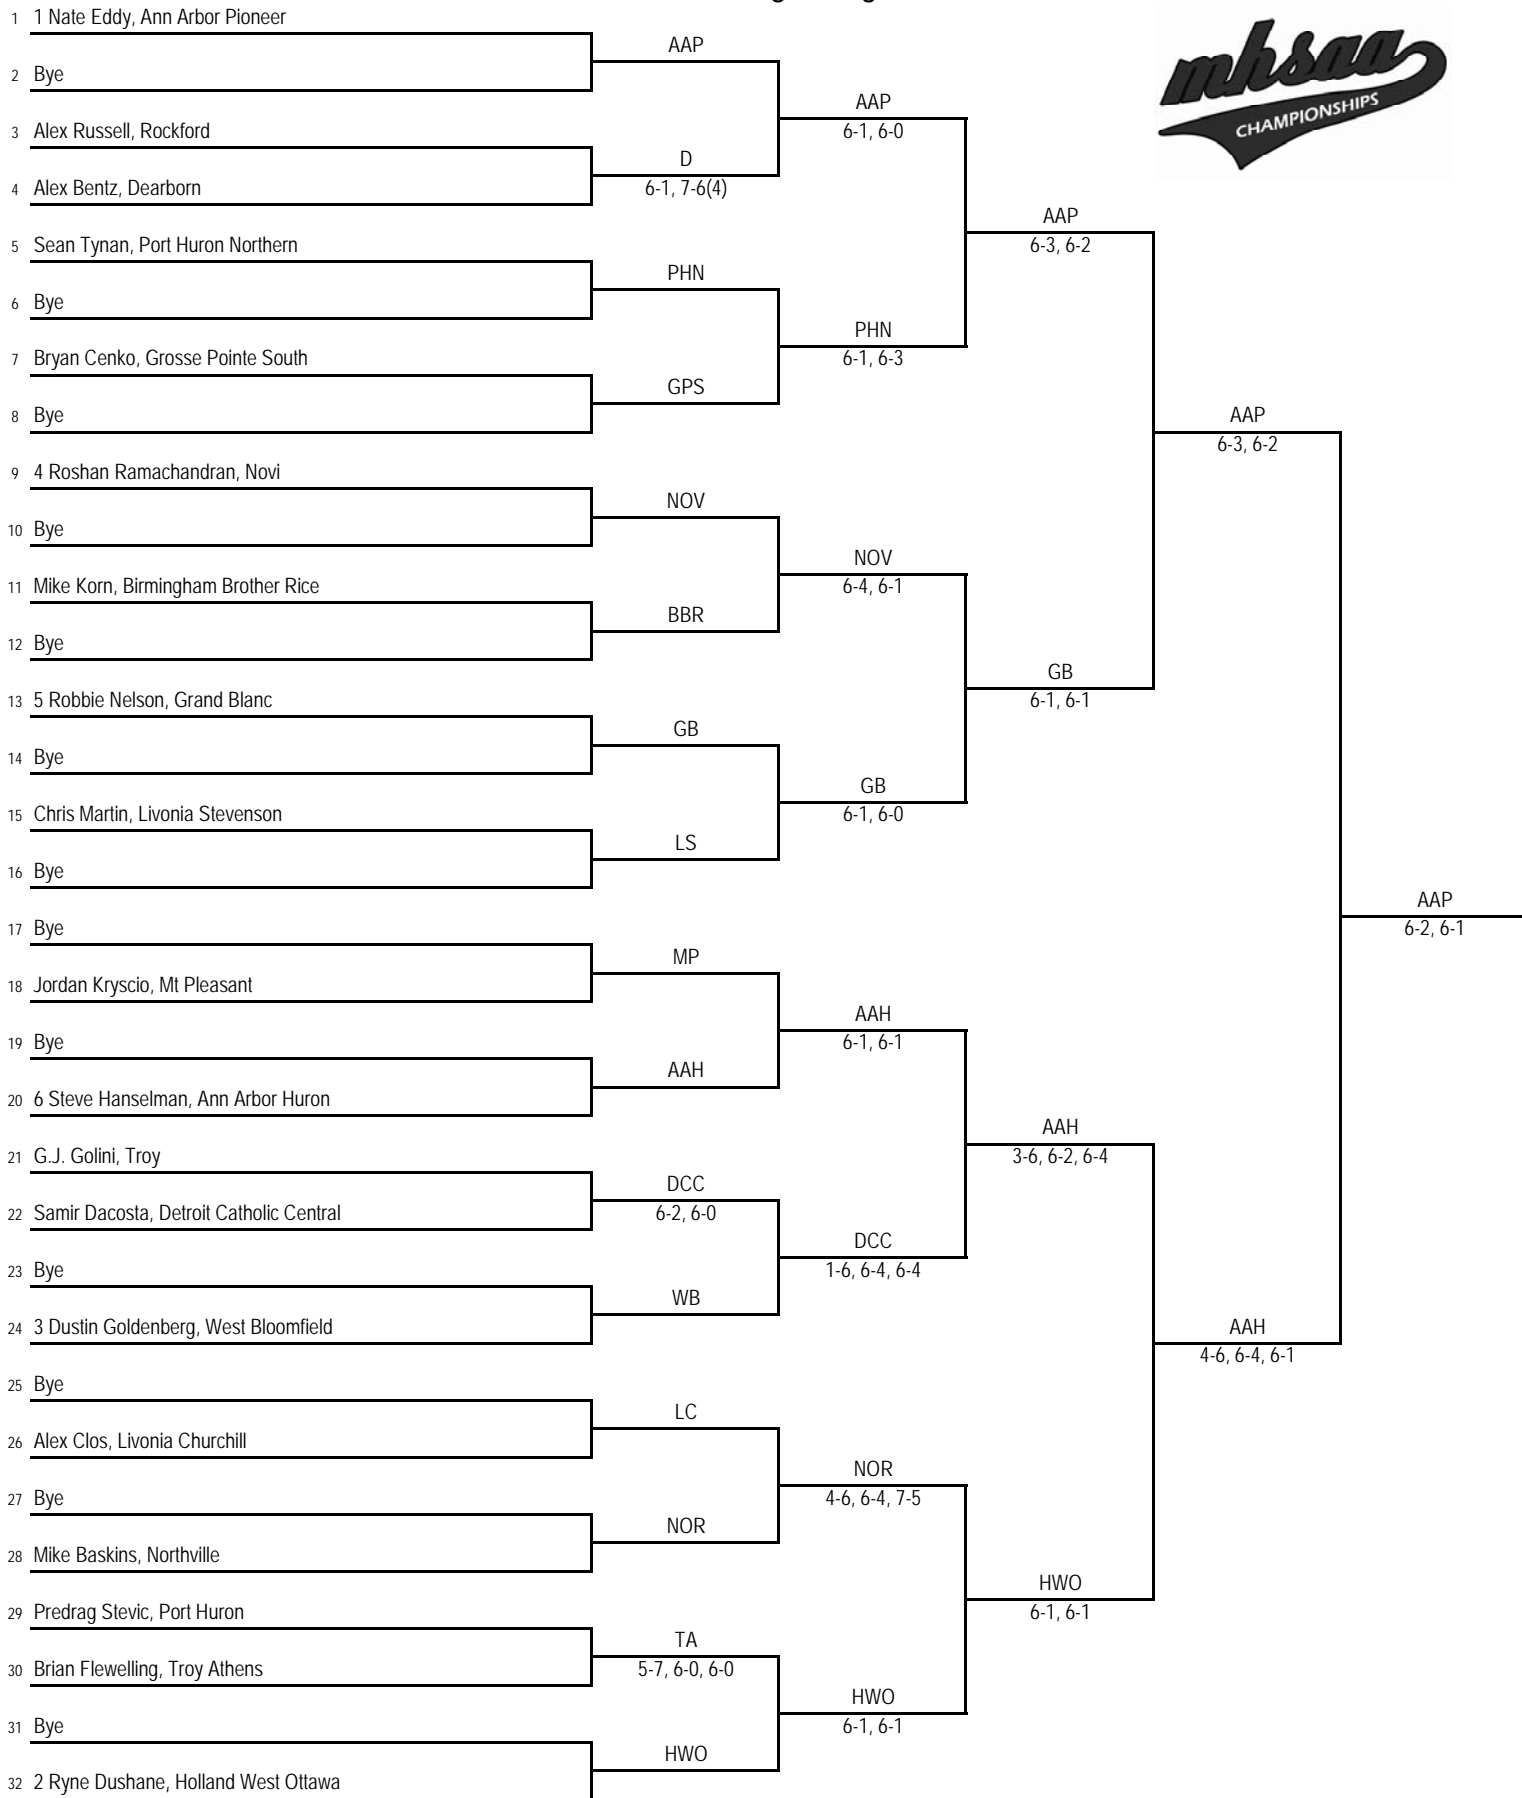 1 1 Nate Eddy, Ann Arbor Pioneer
AAP
2 Bye
AAP
6-1, 6-0
3 Alex Russell, Rockford
D
6-1, 7-6(4)
4 Alex Bentz, Dearborn
AAP
6-3, 6-2
5 Sean Tynan, Port Huron Northern
PHN
6 Bye
PHN
6-1, 6-3
7 Bryan Cenko, Grosse Pointe South
GPS
8 Bye
AAP
6-3, 6-2
9 4 Roshan Ramachandran, Novi
NOV
10 Bye
NOV
6-4, 6-1
11 Mike Korn, Birmingham Brother Rice
BBR
12 Bye
GB
6-1, 6-1
13 5 Robbie Nelson, Grand Blanc
GB
14 Bye
GB
6-1, 6-0
15 Chris Martin, Livonia Stevenson
LS
16 Bye
AAP
6-2, 6-1
17 Bye
MP
18 Jordan Kryscio, Mt Pleasant
AAH
6-1, 6-1
19 Bye
AAH
20 6 Steve Hanselman, Ann Arbor Huron
AAH
3-6, 6-2, 6-4
21 G.J. Golini, Troy
DCC
6-2, 6-0
22 Samir Dacosta, Detroit Catholic Central
DCC
1-6, 6-4, 6-4
23 Bye
WB
24 3 Dustin Goldenberg, West Bloomfield
AAH
4-6, 6-4, 6-1
25 Bye
LC
26 Alex Clos, Livonia Churchill
NOR
4-6, 6-4, 7-5
27 Bye
NOR
28 Mike Baskins, Northville
HWO
6-1, 6-1
29 Predrag Stevic, Port Huron
TA
5-7, 6-0, 6-0
30 Brian Flewelling, Troy Athens
HWO
6-1, 6-1
31 Bye
HWO
32 2 Ryne Dushane, Holland West Ottawa
mhsaa
CHAMPIONSHIPS